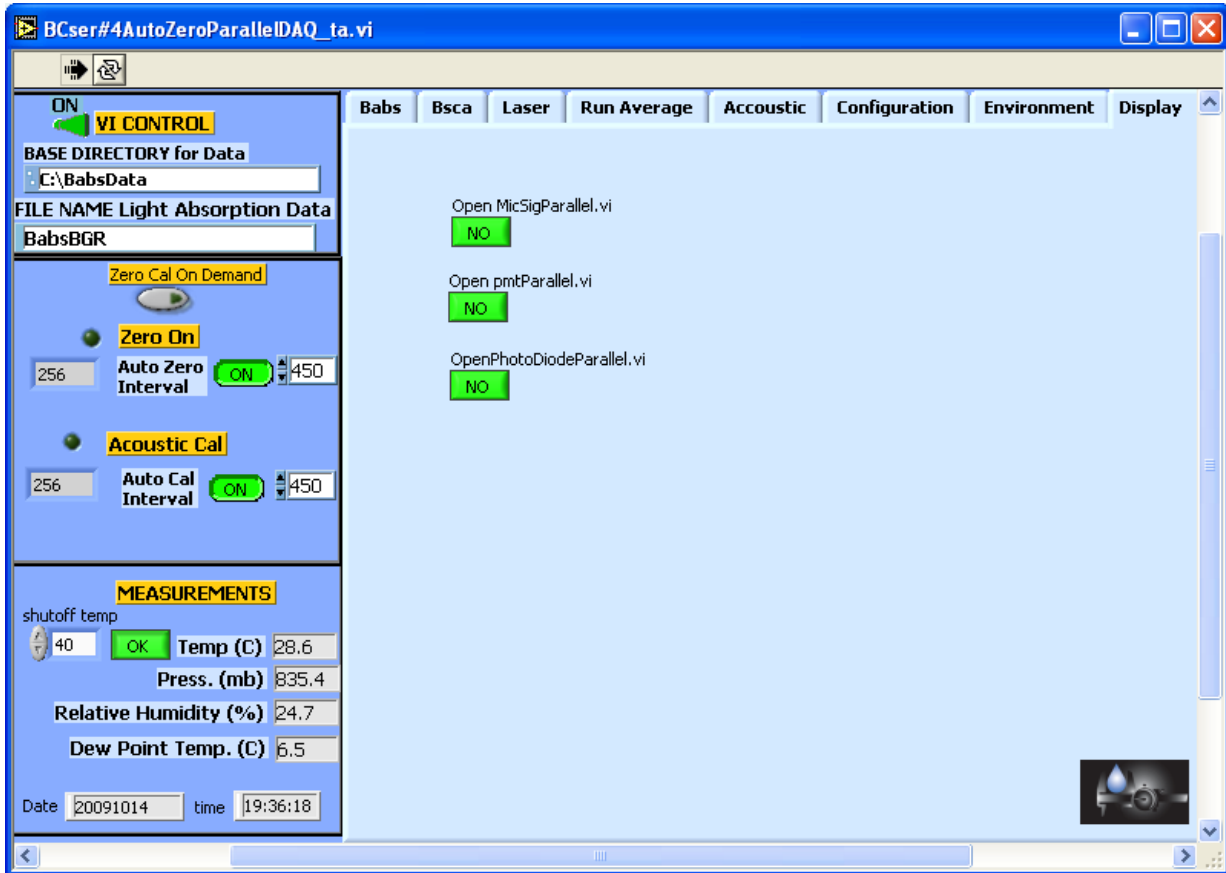 BCser#4AutoZeroParallelDAQ_ta.vi
ON
VI CONTROL
BASE DIRECTORY for Data
C:\BabsData
FILE NAME Light Absorption Data
BabsBGR
Zero Cal On Demand
Zero On
256
Auto Zero Interval
ON
450
Acoustic Cal
256
Auto Cal Interval
ON
450
MEASUREMENTS
shutoff temp
40
OK
Temp (C)
28.6
Press. (mb)
835.4
Relative Humidity (%)
24.7
Dew Point Temp. (C)
6.5
Date
20091014
time
19:36:18
Babs
Bsca
Laser
Run Average
Accoustic
Configuration
Environment
Display
Open MicSigParallel.vi
NO
Open pmtParallel.vi
NO
OpenPhotoDiodeParallel.vi
NO